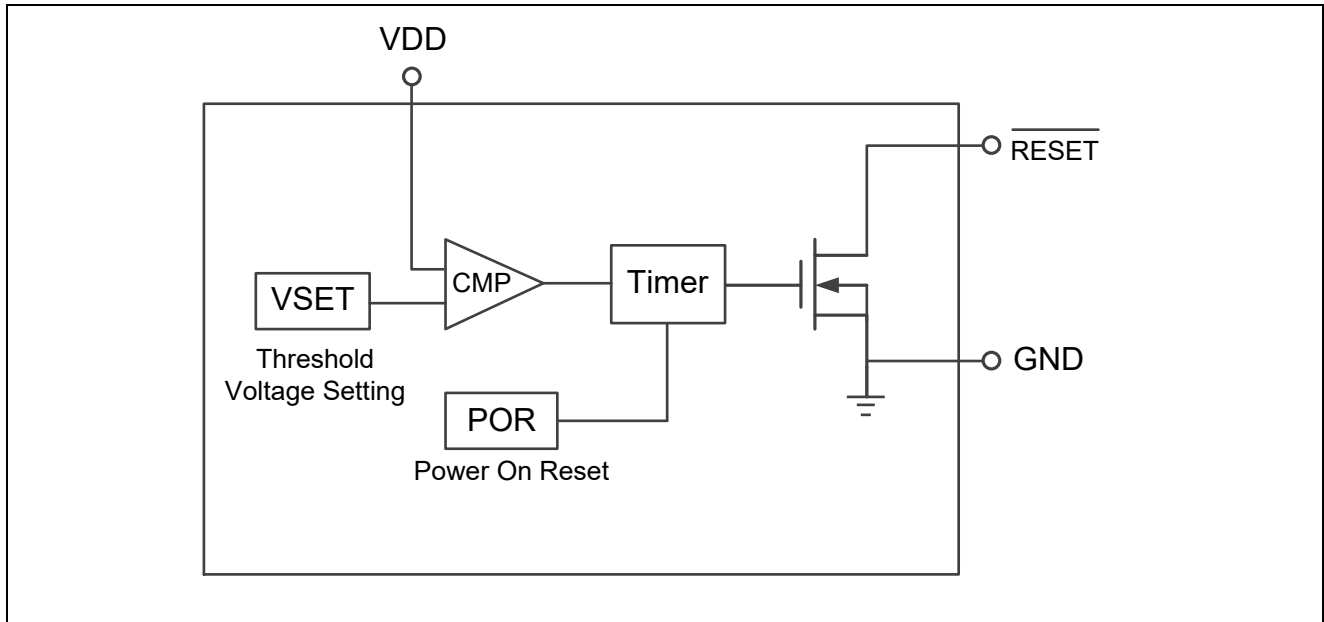 VDD
RESET
CMP
Timer
VSET
Threshold
Voltage Setting
GND
POR
Power On Reset